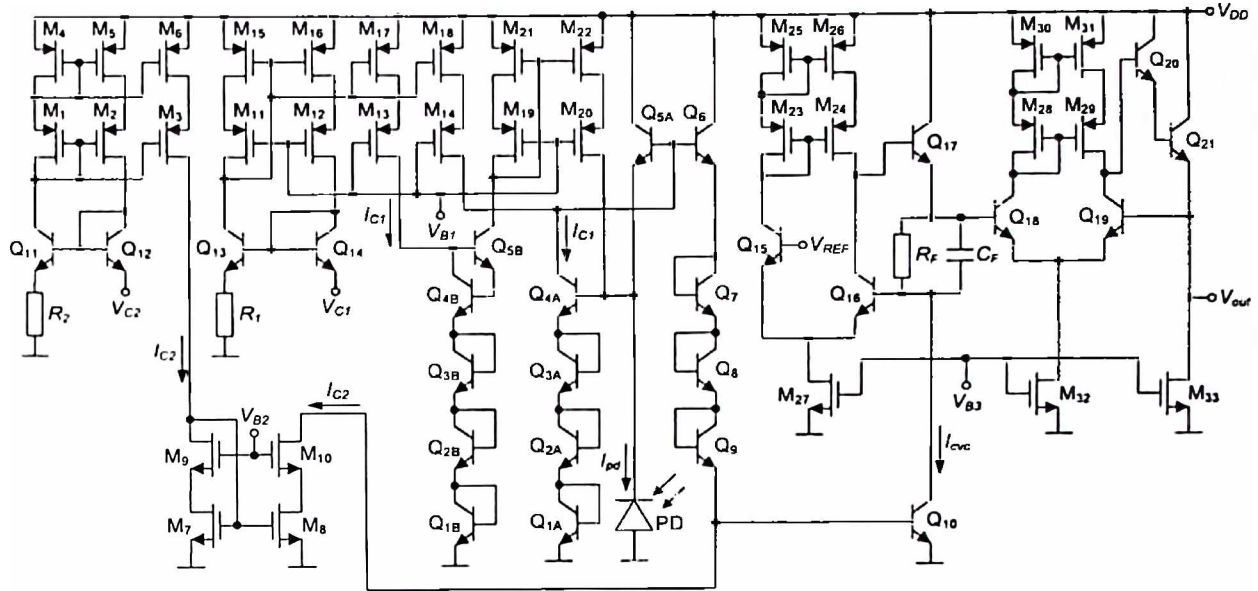 M4 M5 M6 M15 M16 M17 M18 M21 M22 M25 M26 M30 M31 VDD
Q20
M1 M2 M3 M11 M12 M13 M14 M19 M20 Q5A Q6 M23 M24 Q17 M28 M29 Q21
IC1 VB1 IC1
Q11 Q12 Q13 Q14 Q5B Q15 VREF RF CF Q18 Q19
R2 VC2 R1 VC1 Q4B Q4A Q7 Q16 Vout
IC2 Q3B Q3A Q8 M27 VB3 M32 M33
IC2
VB2
M9 M10 Q2B Q2A Ipd Q9 Icvc
M7 M8 Q1B Q1A PD Q10